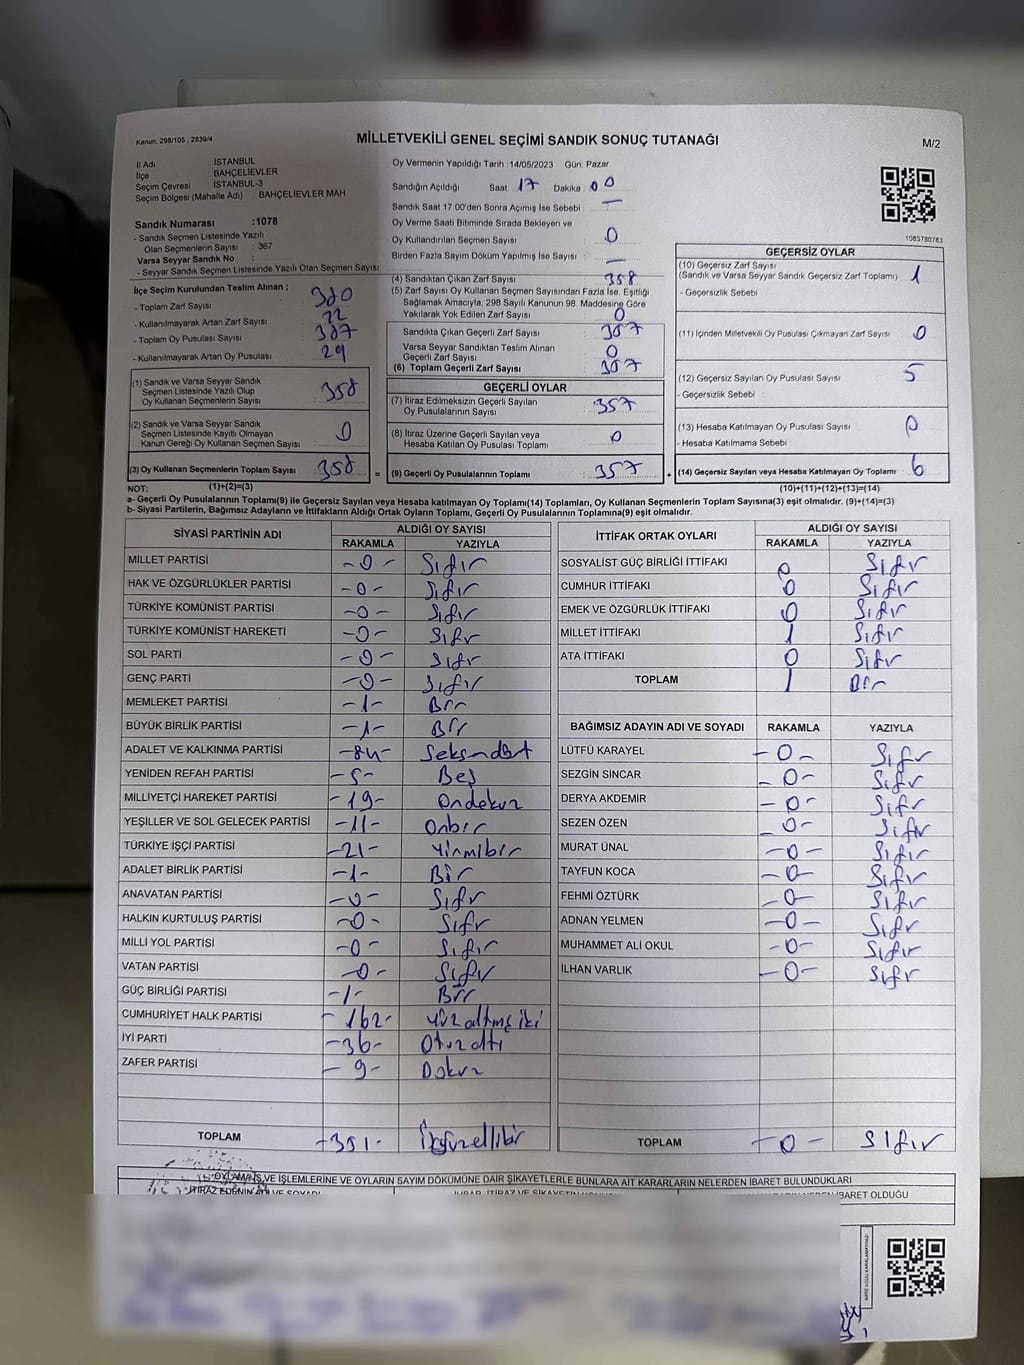 Kanun: 298/105 , 2839/4
MİLLETVEKİLİ GENEL SEÇİMİ SANDIK SONUÇ TUTANAĞI
M/2
İl Adı : İSTANBUL
İlçe : BAHÇELİEVLER
Seçim Çevresi : İSTANBUL-3
Seçim Bölgesi (Mahalle Adı) : BAHÇELİEVLER MAH
Sandık Numarası :1078
- Sandık Seçmen Listesinde Yazılı
Olan Seçmenlerin Sayısı : 367
Varsa Seyyar Sandık No :
- Seyyar Sandık Seçmen Listesinde Yazılı Olan Seçmen Sayısı:
İlçe Seçim Kurulundan Teslim Alınan ;
- Toplam Zarf Sayısı : 380
- Kullanılmayarak Artan Zarf Sayısı : 22
- Toplam Oy Pusulası Sayısı : 387
- Kullanılmayarak Artan Oy Pusulası : 29
(1) Sandık ve Varsa Seyyar Sandık
Seçmen Listesinde Yazılı Olup
Oy Kullanan Seçmenlerin Sayısı : 358
(2) Sandık ve Varsa Seyyar Sandık
Seçmen Listesinde Kayıtlı Olmayan
Kanun Gereği Oy Kullanan Seçmen Sayısı : 0
(3) Oy Kullanan Seçmenlerin Toplam Sayısı : 358 =
Oy Vermenin Yapıldığı Tarih :14/05/2023 Gün: Pazar
Sandığın Açıldığı Saat : 17 Dakika : 00
Sandık Saat 17:00'den Sonra Açımış İse Sebebi : —
Oy Verme Saati Bitiminde Sırada Bekleyen ve
Oy Kullandırılan Seçmen Sayısı : 0
Birden Fazla Sayım Döküm Yapılmış İse Sayısı : —
(4) Sandıktan Çıkan Zarf Sayısı : 358
(5) Zarf Sayısı Oy Kullanan Seçmen Sayısından Fazla İse, Eşitliği
Sağlamak Amacıyla, 298 Sayılı Kanunun 98. Maddesine Göre
Yakılarak Yok Edilen Zarf Sayısı : 0
Sandıkta Çıkan Geçerli Zarf Sayısı : 357
Varsa Seyyar Sandıktan Teslim Alınan
Geçerli Zarf Sayısı : 0
(6) Toplam Geçerli Zarf Sayısı : 357
GEÇERLİ OYLAR
(7) İtiraz Edilmeksizin Geçerli Sayılan
Oy Pusulalarının Sayısı : 357
(8) İtiraz Üzerine Geçerli Sayılan veya
Hesaba Katılan Oy Pusulası Toplamı : 0
(9) Geçerli Oy Pusulalarının Toplamı : 357 +
1083780783
GEÇERSİZ OYLAR
(10) Geçersiz Zarf Sayısı
(Sandık ve Varsa Seyyar Sandık Geçersiz Zarf Toplamı) : 1
- Geçersizlik Sebebi :
(11) İçinden Milletvekili Oy Pusulası Çıkmayan Zarf Sayısı : 0
(12) Geçersiz Sayılan Oy Pusulası Sayısı : 5
- Geçersizlik Sebebi :
(13) Hesaba Katılmayan Oy Pusulası Sayısı : 0
- Hesaba Katılmama Sebebi :
(14) Geçersiz Sayılan veya Hesaba Katılmayan Oy Toplamı : 6
NOT: (1)+(2)=(3)
(10)+(11)+(12)+(13)=(14)
a- Geçerli Oy Pusulalarının Toplamı(9) ile Geçersiz Sayılan veya Hesaba katılmayan Oy Toplamı(14) Toplamları, Oy Kullanan Seçmenlerin Toplam Sayısına(3) eşit olmalıdır. (9)+(14)=(3)
b- Siyasi Partilerin, Bağımsız Adayların ve İttifakların Aldığı Ortak Oyların Toplamı, Geçerli Oy Pusulalarının Toplamına(9) eşit olmalıdır.
SİYASİ PARTİNİN ADI ALDIĞI OY SAYISI
RAKAMLA YAZIYLA
MİLLET PARTİSİ -0- Sıfır
HAK VE ÖZGÜRLÜKLER PARTİSİ -0- Sıfır
TÜRKİYE KOMÜNİST PARTİSİ -0- Sıfır
TÜRKİYE KOMÜNİST HAREKETİ -0- Sıfır
SOL PARTİ -0- Sıfır
GENÇ PARTİ -0- Sıfır
MEMLEKET PARTİSİ -1- Bir
BÜYÜK BİRLİK PARTİSİ -1- Bir
ADALET VE KALKINMA PARTİSİ -84- Seksendört
YENİDEN REFAH PARTİSİ -5- Beş
MİLLİYETÇİ HAREKET PARTİSİ -19- Ondokuz
YEŞİLLER VE SOL GELECEK PARTİSİ -11- Onbir
TÜRKİYE İŞÇİ PARTİSİ -21- Yirmibir
ADALET BİRLİK PARTİSİ -1- Bir
ANAVATAN PARTİSİ -0- Sıfır
HALKIN KURTULUŞ PARTİSİ -0- Sıfır
MİLLİ YOL PARTİSİ -0- Sıfır
VATAN PARTİSİ -0- Sıfır
GÜÇ BİRLİĞİ PARTİSİ -1- Bir
CUMHURİYET HALK PARTİSİ -162- Yüzaltmışiki
İYİ PARTİ -36- Otuzaltı
ZAFER PARTİSİ -9- Dokuz
TOPLAM -351- Üçyüzellibir
İTTİFAK ORTAK OYLARI ALDIĞI OY SAYISI
RAKAMLA YAZIYLA
SOSYALİST GÜÇ BİRLİĞİ İTTİFAKI 0 Sıfır
CUMHUR İTTİFAKI 0 Sıfır
EMEK VE ÖZGÜRLÜK İTTİFAKI 0 Sıfır
MİLLET İTTİFAKI 1 Sıfır
ATA İTTİFAKI 0 Sıfır
TOPLAM 1 Bir
BAĞIMSIZ ADAYIN ADI VE SOYADI RAKAMLA YAZIYLA
LÜTFÜ KARAYEL -0- Sıfır
SEZGİN SİNCAR -0- Sıfır
DERYA AKDEMIR -0- Sıfır
SEZEN ÖZEN -0- Sıfır
MURAT ÜNAL -0- Sıfır
TAYFUN KOCA -0- Sıfır
FEHMİ ÖZTÜRK -0- Sıfır
ADNAN YELMEN -0- Sıfır
MUHAMMET ALİ OKUL -0- Sıfır
İLHAN VARLIK -0- Sıfır
TOPLAM -0- Sıfır
OYLAMA İŞ VE İŞLEMLERİNE VE OYLARIN SAYIM DÖKÜMÜNE DAİR ŞİKAYETLERLE BUNLARA AİT KARARLARIN NELERDEN İBARET BULUNDUKLARI
İBARET OLDUĞU